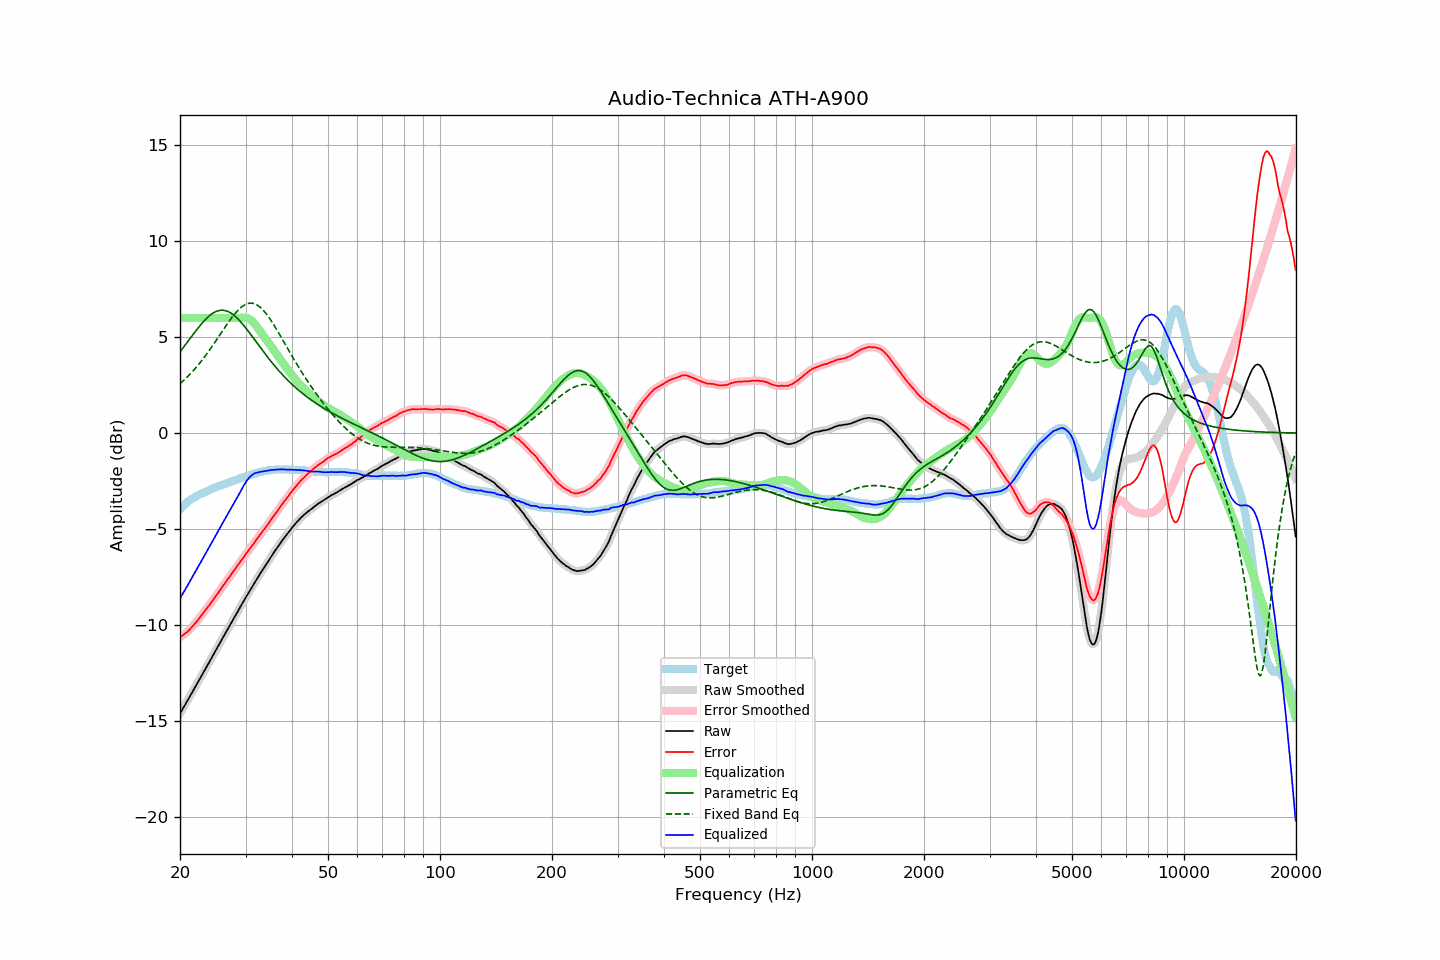 Audio-Technica ATH-A900
Amplitude (dBr)
15
10
5
0
−5
−10
−15
−20
Target
Raw Smoothed
Error Smoothed
Raw
Error
Equalization
Parametric Eq
Fixed Band Eq
Equalized
20 50 100 200 500 1000 2000 5000 10000 20000
Frequency (Hz)